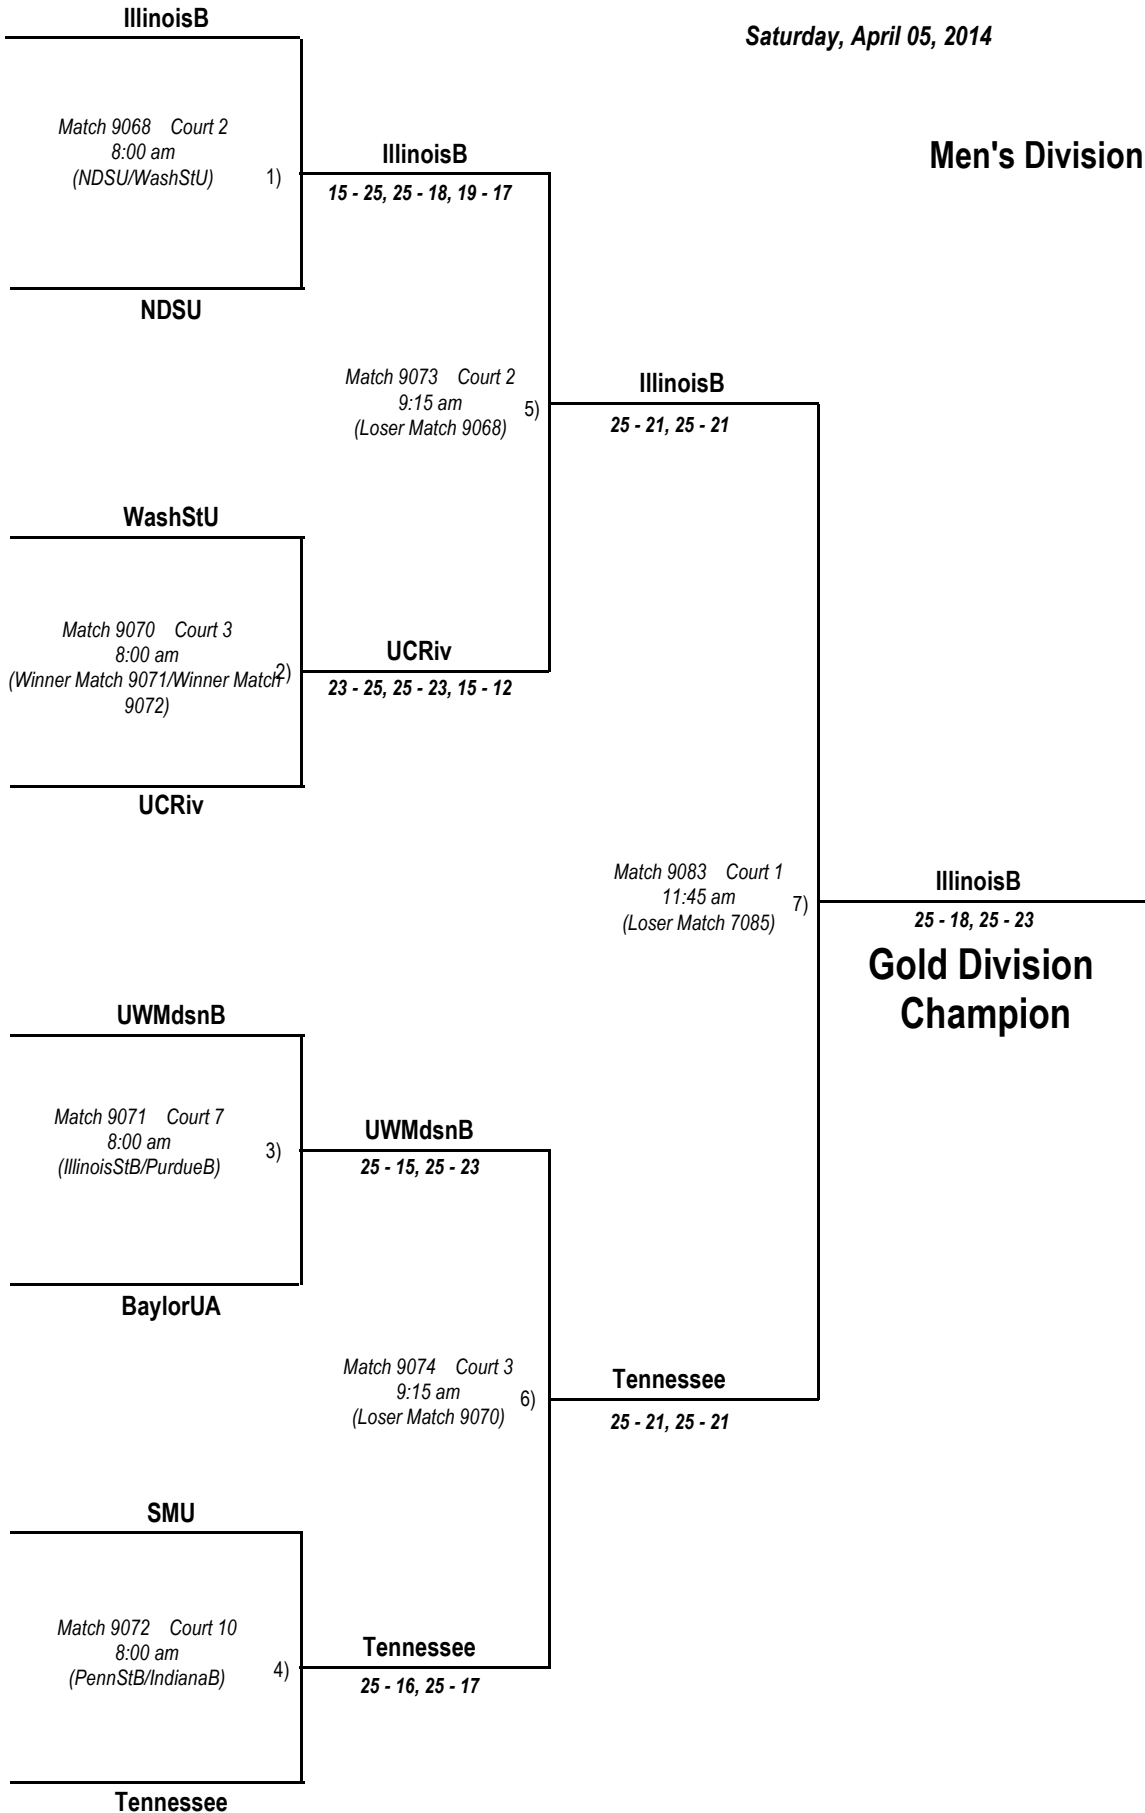 IllinoisB
Saturday, April 05, 2014
Match 9068 Court 2
8:00 am
(NDSU/WashStU)
1)
IllinoisB
15 - 25, 25 - 18, 19 - 17
Men's Division
NDSU
Match 9073 Court 2
9:15 am
(Loser Match 9068)
5)
IllinoisB
25 - 21, 25 - 21
WashStU
Match 9070 Court 3
8:00 am
(Winner Match 9071/Winner Match
9072)
2)
UCRiv
23 - 25, 25 - 23, 15 - 12
UCRiv
Match 9083 Court 1
11:45 am
(Loser Match 7085)
7)
IllinoisB
25 - 18, 25 - 23
Gold Division
Champion
UWMdsnB
Match 9071 Court 7
8:00 am
(IllinoisStB/PurdueB)
3)
UWMdsnB
25 - 15, 25 - 23
BaylorUA
Match 9074 Court 3
9:15 am
(Loser Match 9070)
6)
Tennessee
25 - 21, 25 - 21
SMU
Match 9072 Court 10
8:00 am
(PennStB/IndianaB)
4)
Tennessee
25 - 16, 25 - 17
Tennessee